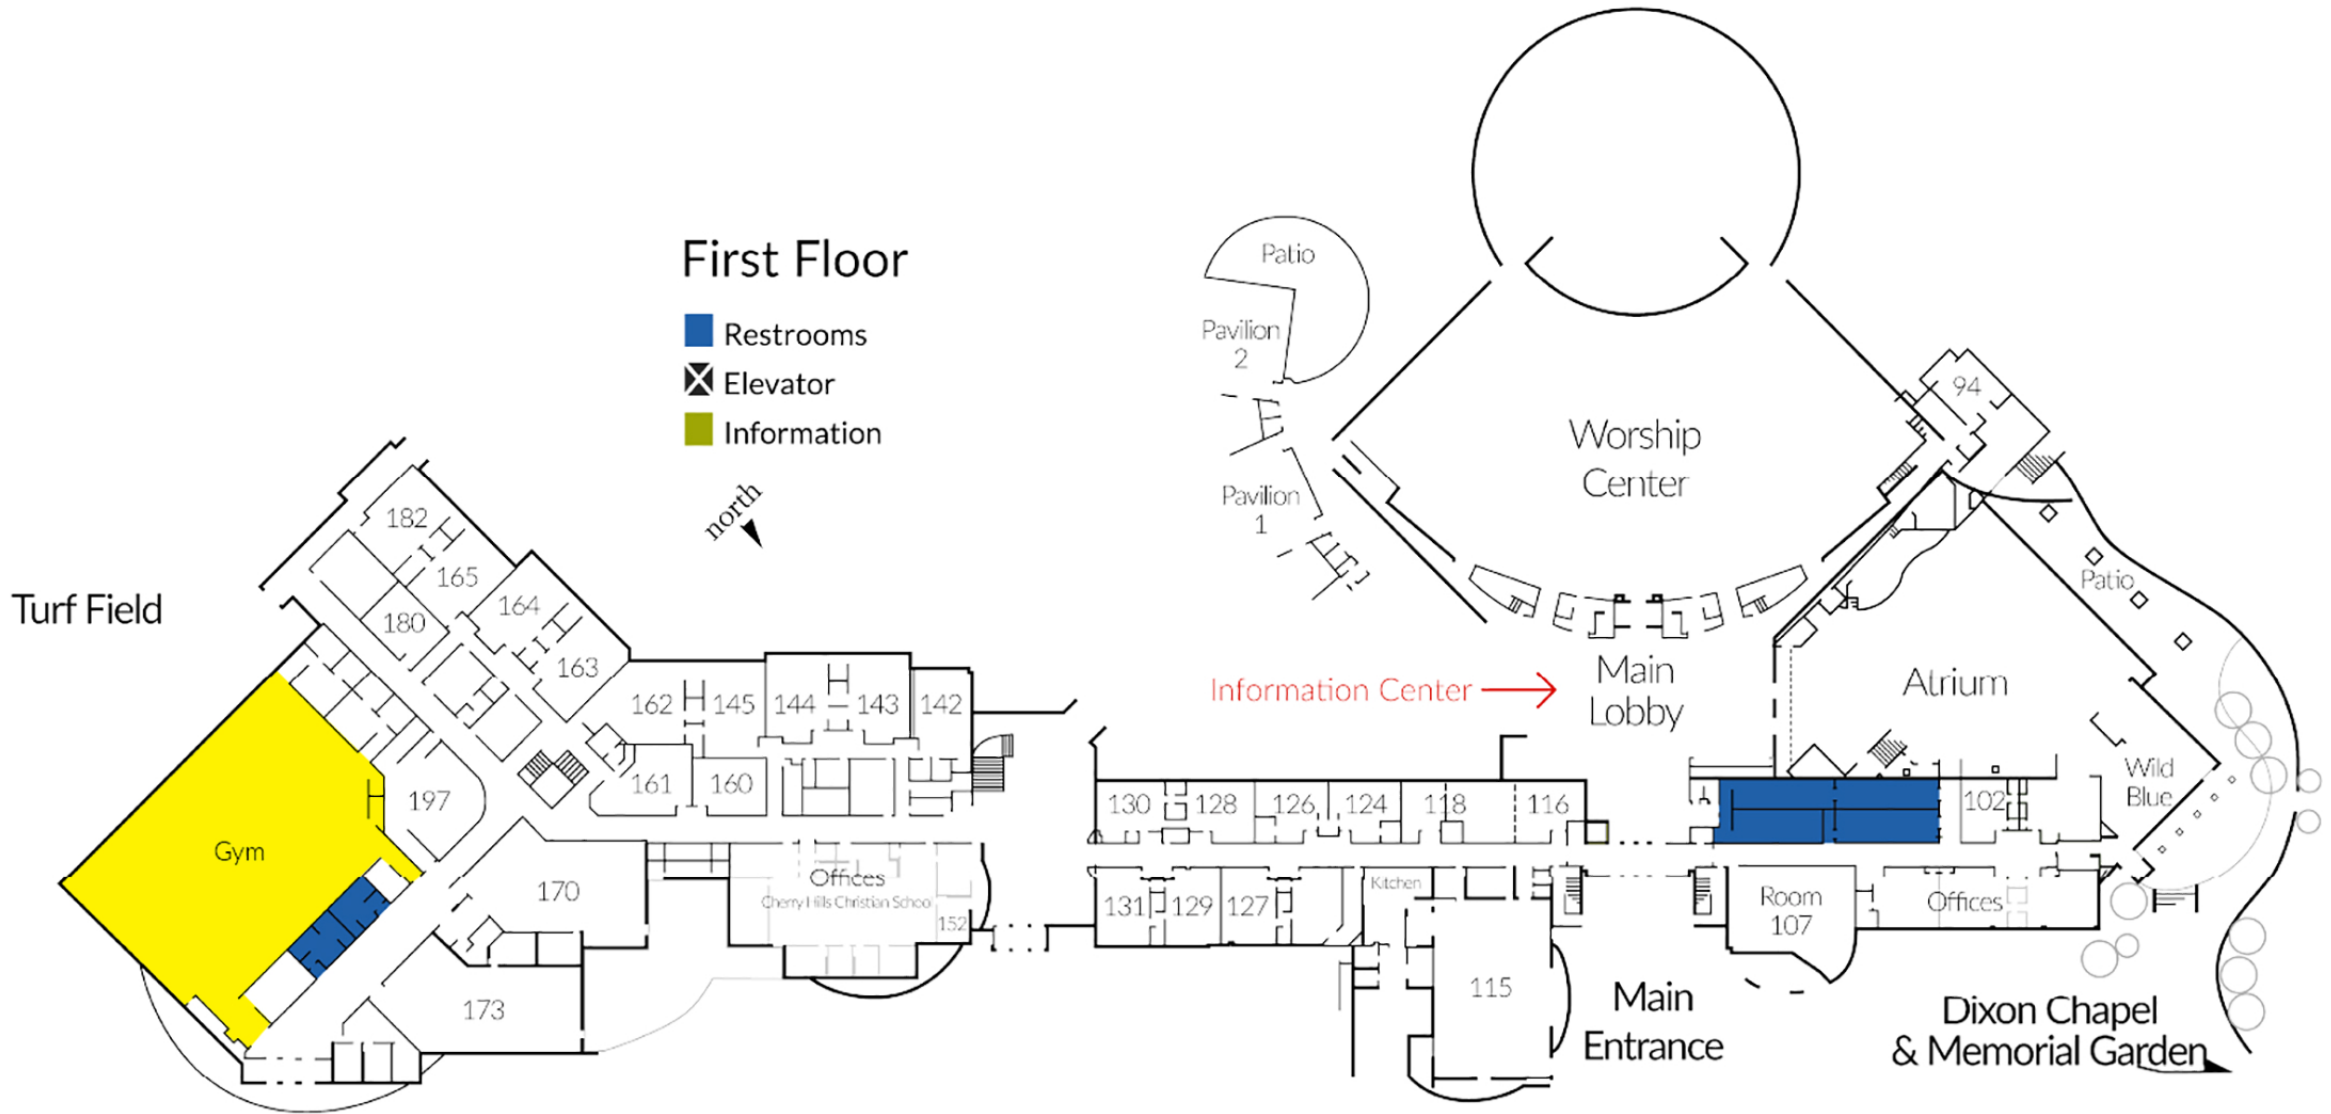 First Floor
Restrooms
Elevator
Information
north
Patio
Pavilion
2
Pavilion
1
Worship
Center
94
Patio
182
165
164
180
163
Turf Field
162
145
144
143
142
Information Center
Main
Lobby
Atrium
Wild
Blue
161
160
197
130
128
126
124
118
116
102
Gym
170
Offices
Cherry Hills Christian School
152
131
129
127
Kitchen
Room
107
Offices
173
115
Main
Entrance
Dixon Chapel
& Memorial Garden